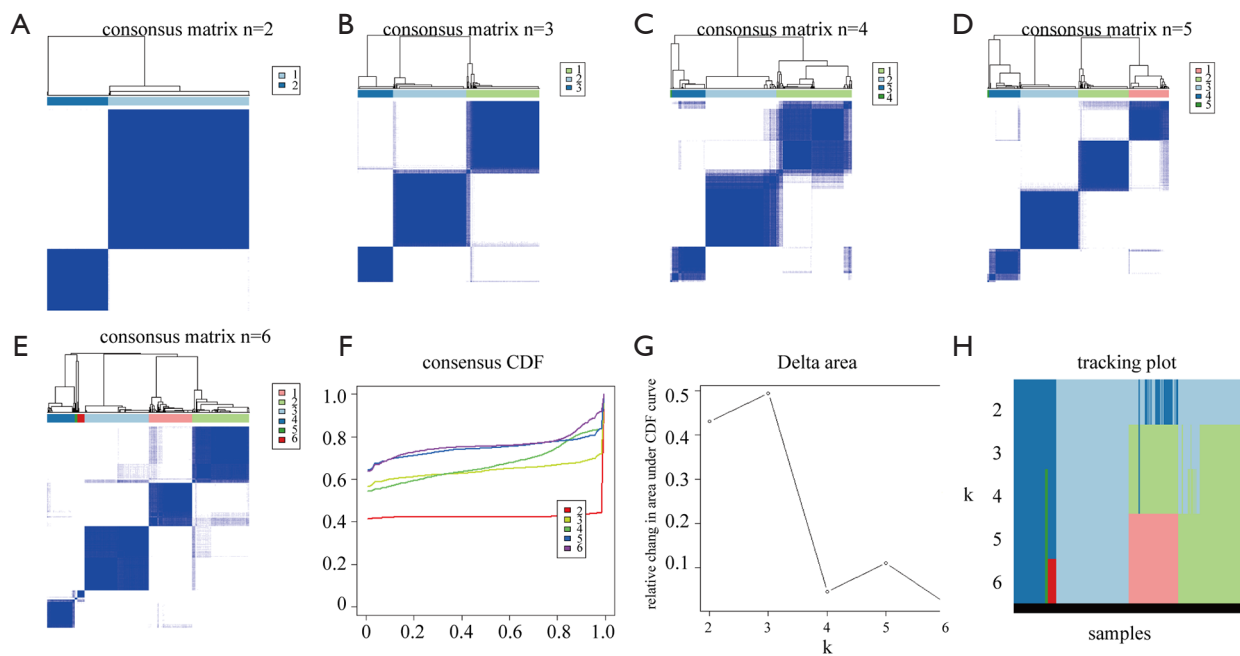 A
consonsus matrix n=2
1
2
B
consonsus matrix n=3
1
2
3
C
consonsus matrix n=4
1
2
3
4
D
consonsus matrix n=5
1
2
3
4
5
E
consonsus matrix n=6
1
2
3
4
5
6
F
consensus CDF
1.0
0.8
0.6
0.4
0.2
0
0
0.2
0.4
0.6
0.8
1.0
2
3
4
5
6
G
Delta area
relative chang in area under CDF curve
0.5
0.4
0.1
2
3
4
5
6
k
H
tracking plot
k
2
3
4
5
6
samples